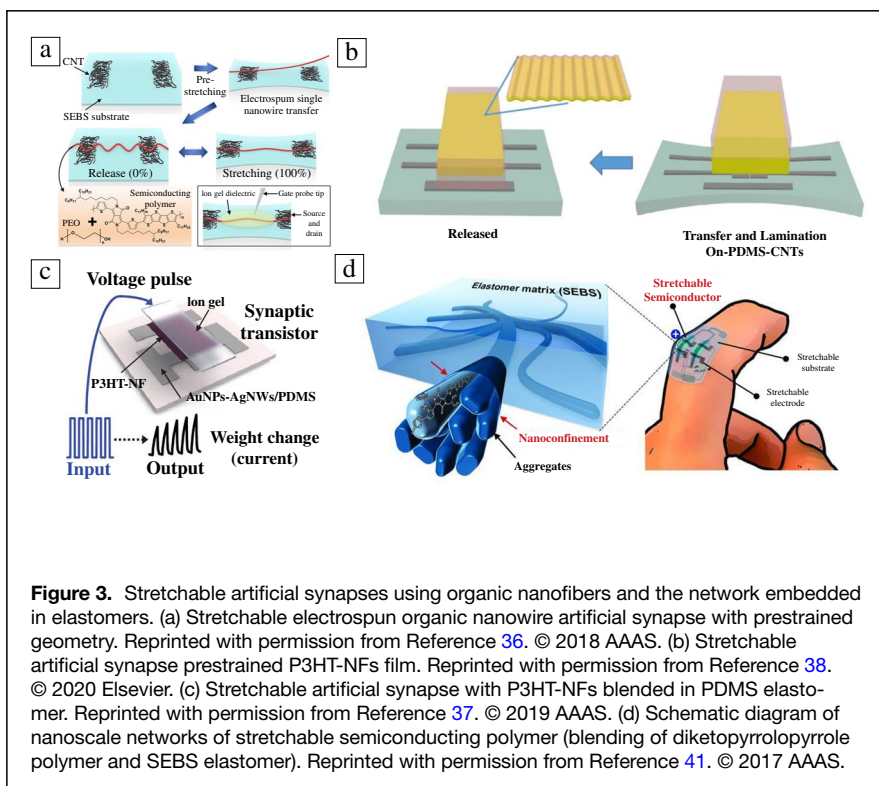 a
CNT
SEBS substrate
Pre-
stretching
Electrospum single
nanowire transfer
Release (0%)
Stretching (100%)
Semiconducting
polymer
PEO
+
Ion gel dielectric
Gate probe tip
Source
and
drain
b
Released
Transfer and Lamination
On-PDMS-CNTs
c
Voltage pulse
Ion gel
Synaptic
transistor
P3HT-NF
AuNPs-AgNWs/PDMS
Input
Output
Weight change
(current)
d
Elastomer matrix (SEBS)
Stretchable
Semiconductor
Stretchable
substrate
Stretchable
electrode
Nanoconfinement
Aggregates
Figure 3. Stretchable artificial synapses using organic nanofibers and the network embedded
in elastomers. (a) Stretchable electrospun organic nanowire artificial synapse with prestrained
geometry. Reprinted with permission from Reference 36. © 2018 AAAS. (b) Stretchable
artificial synapse prestrained P3HT-NFs film. Reprinted with permission from Reference 38.
© 2020 Elsevier. (c) Stretchable artificial synapse with P3HT-NFs blended in PDMS elasto-
mer. Reprinted with permission from Reference 37. © 2019 AAAS. (d) Schematic diagram of
nanoscale networks of stretchable semiconducting polymer (blending of diketopyrrolopyrrole
polymer and SEBS elastomer). Reprinted with permission from Reference 41. © 2017 AAAS.